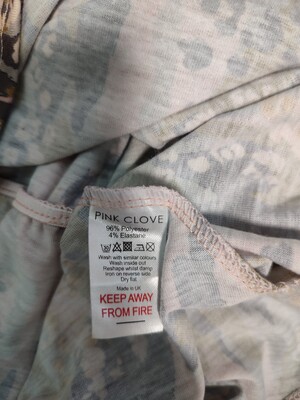 PINK CLOVE
96% Polyester
4% Elastane
Wash with similar colours
Wash inside out
Reshape whilst damp
Iron on reverse side
Dry flat
Made in UK
KEEP AWAY
FROM FIRE